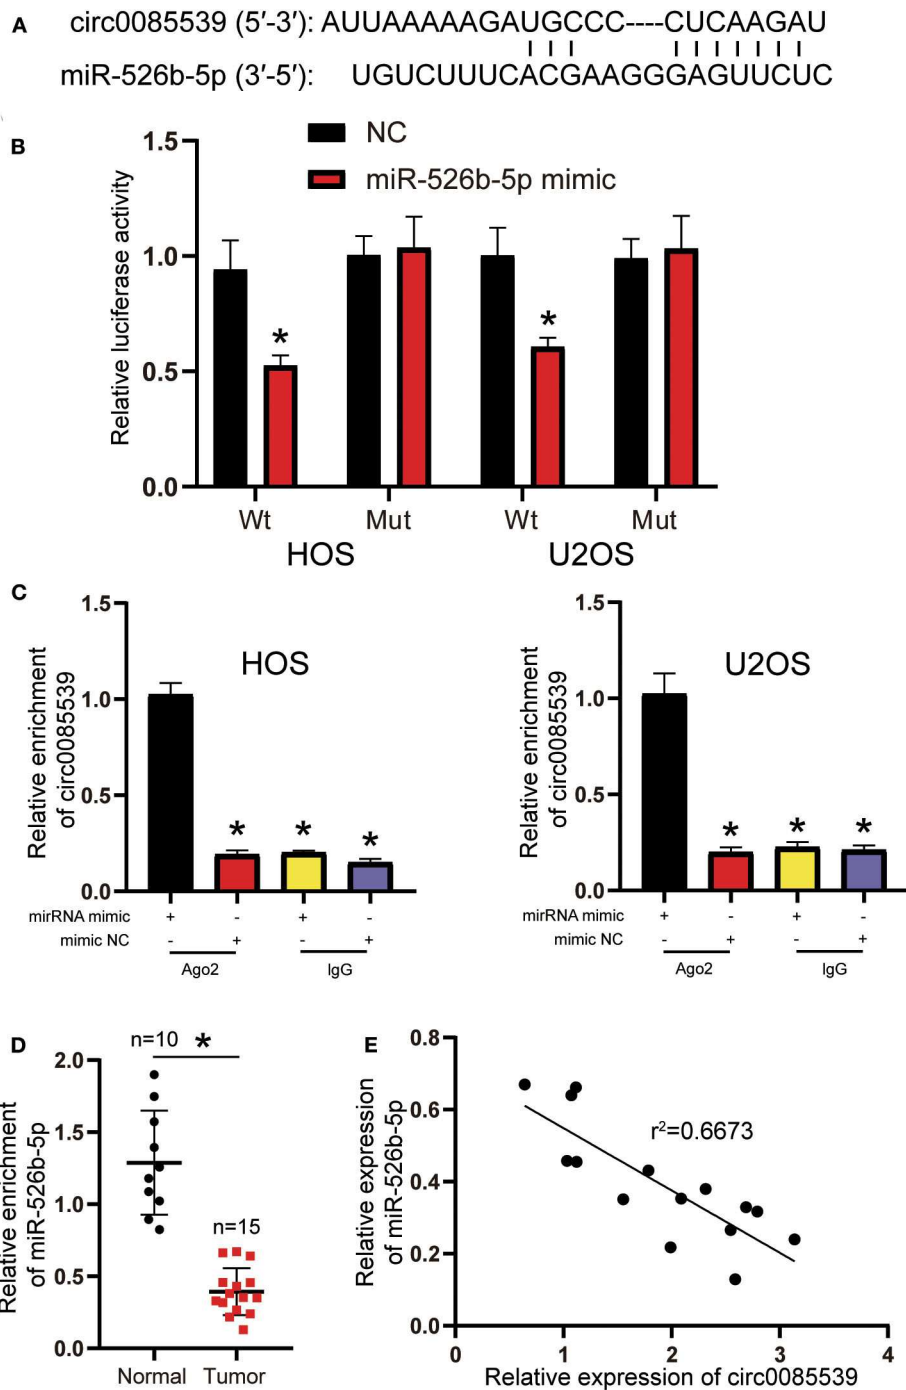 A circ0085539 (5′-3′): AUUAAAAAGAUGCCC----CUCAAGAU
miR-526b-5p (3′-5′): UGUCUUUCACGAAGGGAGUUCUC
B
NC
miR-526b-5p mimic
Relative luciferase activity
1.5
1.0
0.5
0.0
* *
Wt Mut Wt Mut
HOS U2OS
C
HOS
Relative enrichment
of circ0085539
1.5
1.0
0.5
0.0
* * *
mirRNA mimic + - + -
mimic NC - + - +
Ago2 IgG
U2OS
Relative enrichment
of circ0085539
1.5
1.0
0.5
0.0
* * *
mirRNA mimic + - + -
mimic NC - + - +
Ago2 IgG
D
n=10 *
n=15
Relative enrichment
of miR-526b-5p
2.0
1.5
1.0
0.5
0.0
Normal Tumor
E
Relative expression
of miR-526b-5p
0.8
0.6
0.4
0.2
0.0
r²=0.6673
0 1 2 3 4
Relative expression of circ0085539